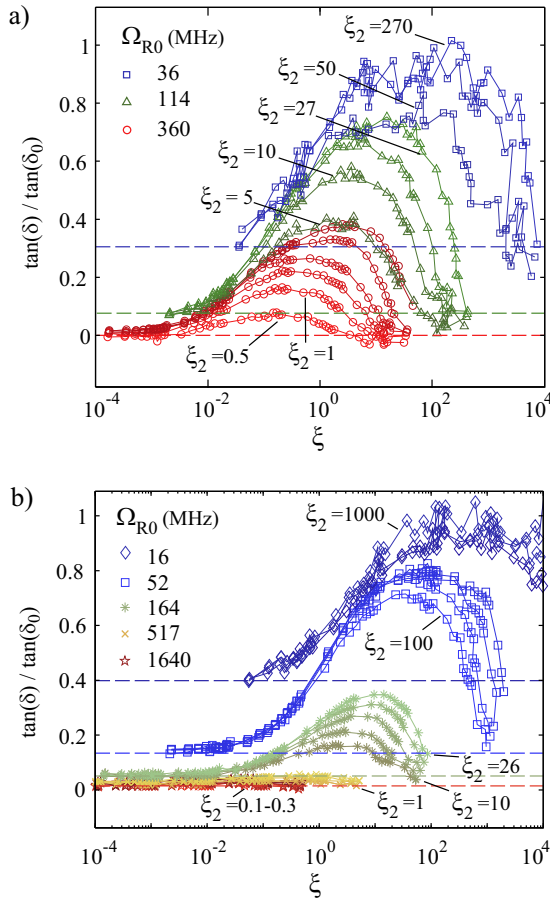 a)
Ω_R0 (MHz)
36
114
360
ξ_2 =270
ξ_2 =50
ξ_2 =27
ξ_2 =10
ξ_2 =5
ξ_2 =0.5
ξ_2 =1
tan(δ) / tan(δ_0)
1
0.8
0.6
0.4
0.2
0
10^-4
10^-2
10^0
10^2
10^4
ξ
b)
Ω_R0 (MHz)
16
52
164
517
1640
ξ_2 =1000
ξ_2 =100
ξ_2 =26
ξ_2 =0.1-0.3
ξ_2 =1
ξ_2 =10
tan(δ) / tan(δ_0)
1
0.8
0.6
0.4
0.2
0
10^-4
10^-2
10^0
10^2
10^4
ξ